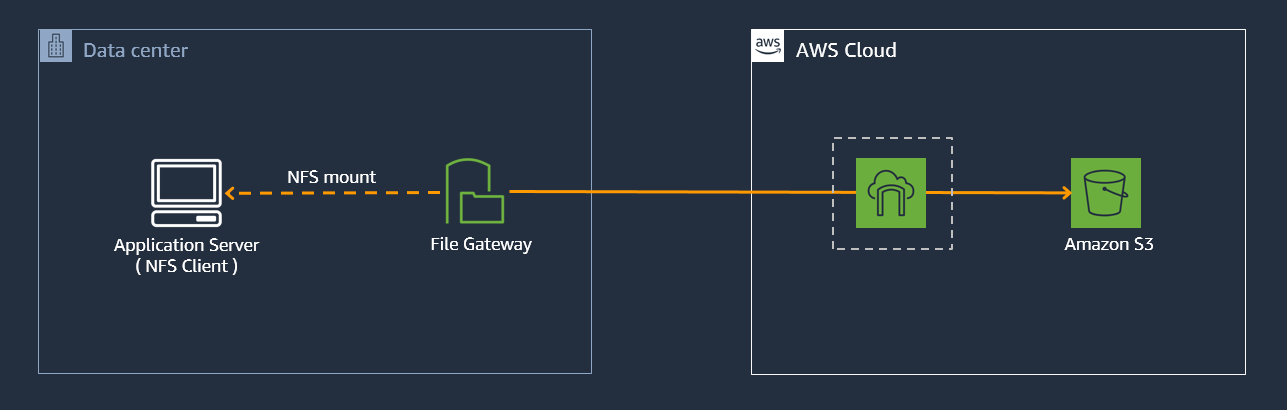 Data center
aws
AWS Cloud
NFS mount
Application Server
( NFS Client )
File Gateway
Amazon S3